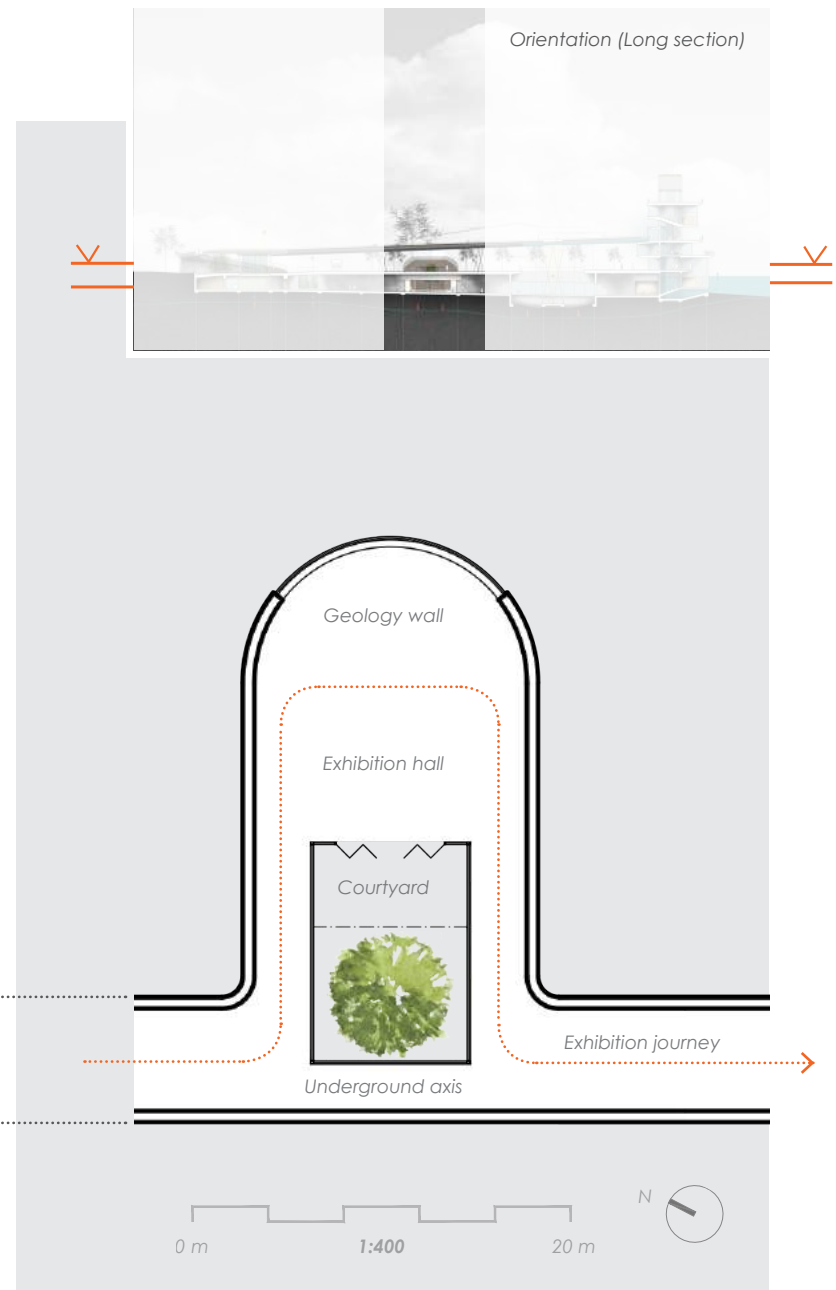 Orientation (Long section)
Geology wall
Exhibition hall
Courtyard
Exhibition journey
Underground axis
N
0 m
1:400
20 m